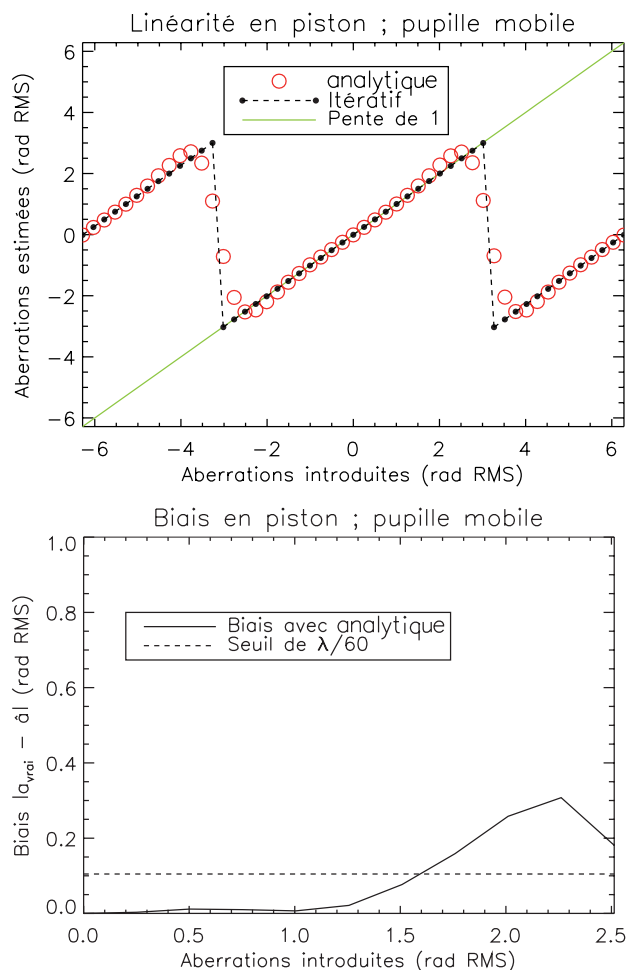 Linéarité en piston ; pupille mobile
Aberrations estimées (rad RMS)
6
4
2
0
−2
−4
−6
analytique
Itératif
Pente de 1
−6 −4 −2 0 2 4 6
Aberrations introduites (rad RMS)
Biais en piston ; pupille mobile
Biais |a_vrai − â| (rad RMS)
1.0
0.8
0.6
0.4
0.2
0.0
Biais avec analytique
Seuil de λ/60
0.0 0.5 1.0 1.5 2.0 2.5
Aberrations introduites (rad RMS)